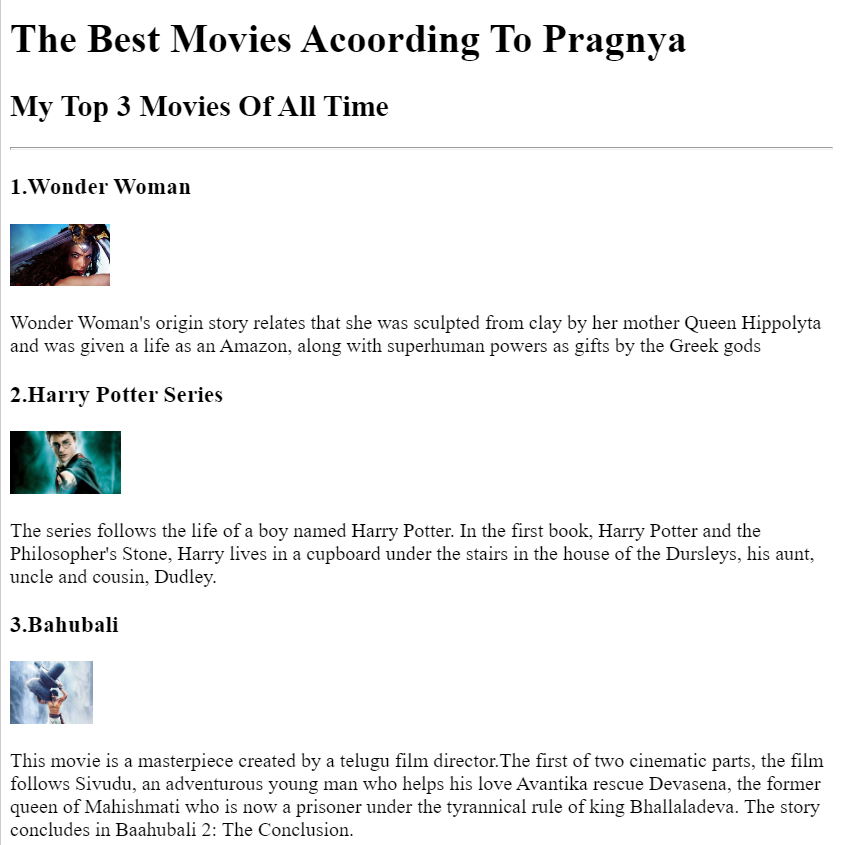 The Best Movies Acoording To Pragnya
My Top 3 Movies Of All Time
1.Wonder Woman
Wonder Woman's origin story relates that she was sculpted from clay by her mother Queen Hippolyta
and was given a life as an Amazon, along with superhuman powers as gifts by the Greek gods
2.Harry Potter Series
The series follows the life of a boy named Harry Potter. In the first book, Harry Potter and the
Philosopher's Stone, Harry lives in a cupboard under the stairs in the house of the Dursleys, his aunt,
uncle and cousin, Dudley.
3.Bahubali
This movie is a masterpiece created by a telugu film director.The first of two cinematic parts, the film
follows Sivudu, an adventurous young man who helps his love Avantika rescue Devasena, the former
queen of Mahishmati who is now a prisoner under the tyrannical rule of king Bhallaladeva. The story
concludes in Baahubali 2: The Conclusion.